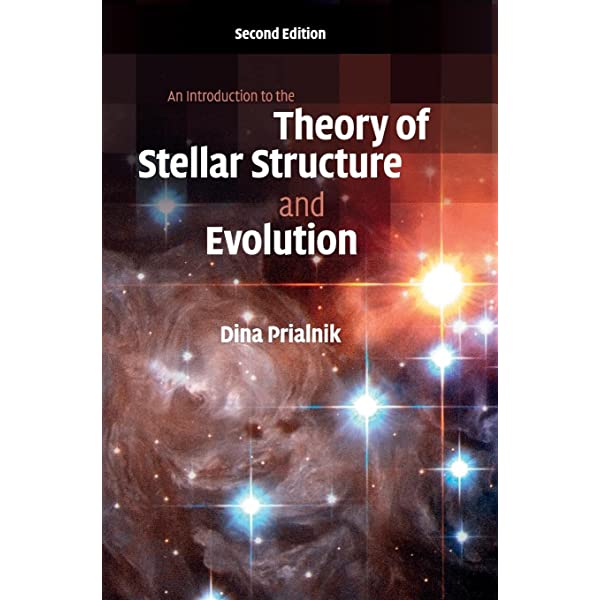 Second Edition
An Introduction to the
Theory of
Stellar Structure
and
Evolution
Dina Prialnik